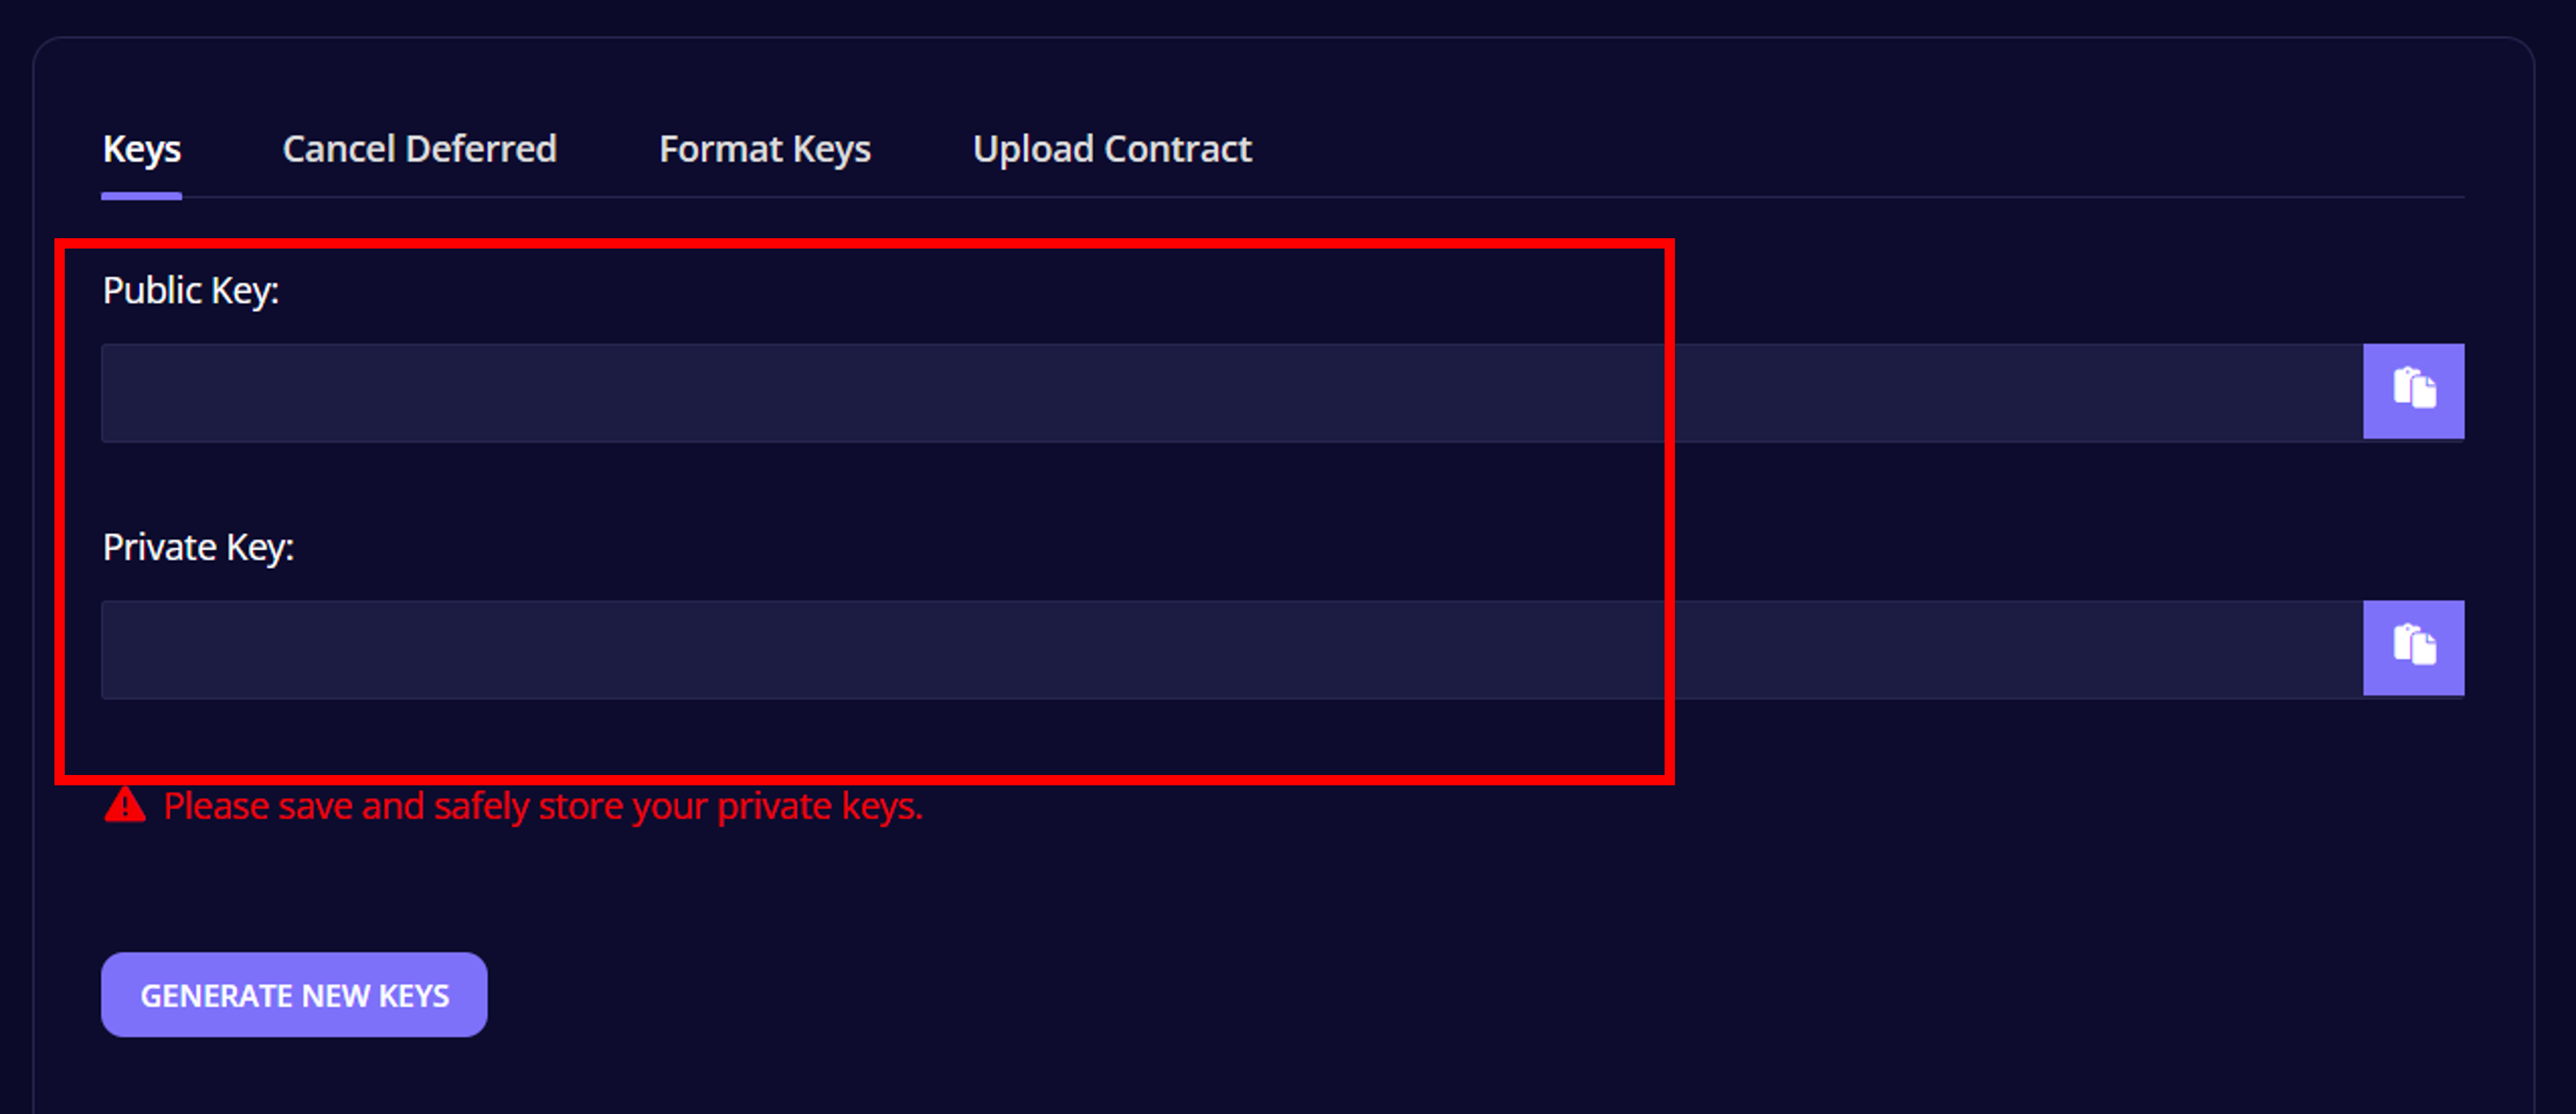 Keys Cancel Deferred Format Keys Upload Contract
Public Key:
Private Key:
Please save and safely store your private keys.
GENERATE NEW KEYS